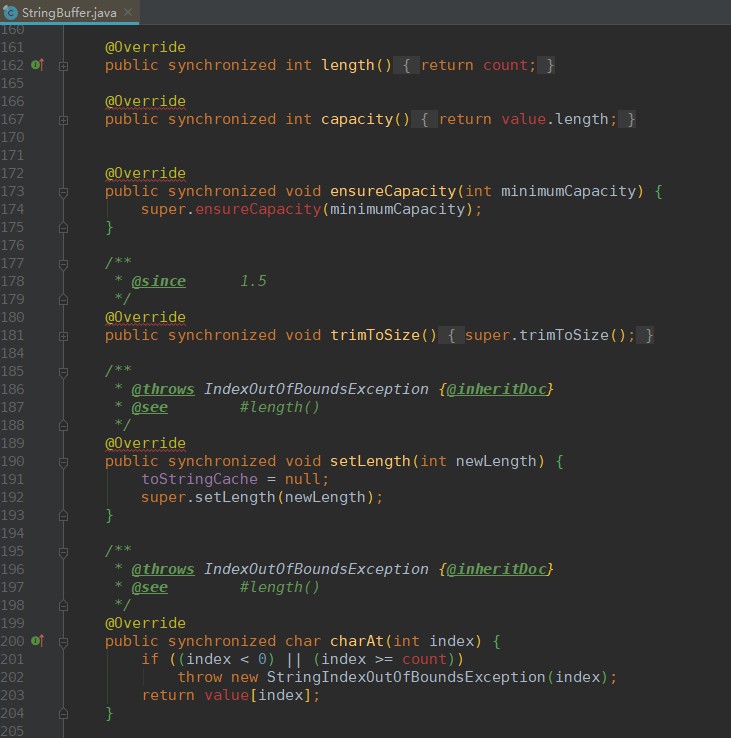 StringBuffer.java
160
161 @Override
162 public synchronized int length() { return count; }
165
166 @Override
167 public synchronized int capacity() { return value.length; }
170
171
172 @Override
173 public synchronized void ensureCapacity(int minimumCapacity) {
174 super.ensureCapacity(minimumCapacity);
175 }
176
177 /**
178 * @since 1.5
179 */
180 @Override
181 public synchronized void trimToSize() { super.trimToSize(); }
184
185 /**
186 * @throws IndexOutOfBoundsException {@inheritDoc}
187 * @see #length()
188 */
189 @Override
190 public synchronized void setLength(int newLength) {
191 toStringCache = null;
192 super.setLength(newLength);
193 }
194
195 /**
196 * @throws IndexOutOfBoundsException {@inheritDoc}
197 * @see #length()
198 */
199 @Override
200 public synchronized char charAt(int index) {
201 if ((index < 0) || (index >= count))
202 throw new StringIndexOutOfBoundsException(index);
203 return value[index];
204 }
205